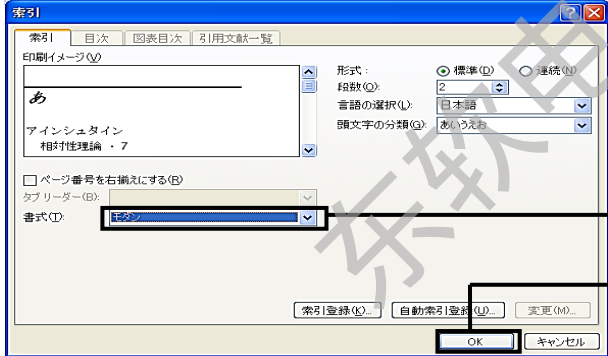 索引
索引 目次 図表目次 引用文献一覧
印刷イメージ(V)
あ
アインシュタイン
相対性理論・7
形式: 標準(D) 連続(N)
段数(O): 2
言語の選択(L): 日本語
頭文字の分類(G): あいうえお
ページ番号を右揃えにする(R)
タブ リーダー(B):
書式(T): モダン
索引登録(K)... 自動索引登録(U)... 変更(M)...
OK キャンセル
东软电